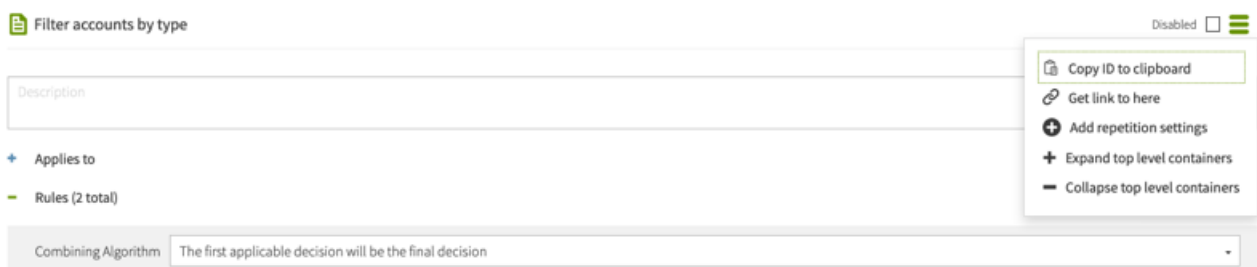 Filter accounts by type
Disabled
Copy ID to clipboard
Get link to here
Add repetition settings
Expand top level containers
Collapse top level containers
Description
Applies to
Rules (2 total)
Combining Algorithm The first applicable decision will be the final decision